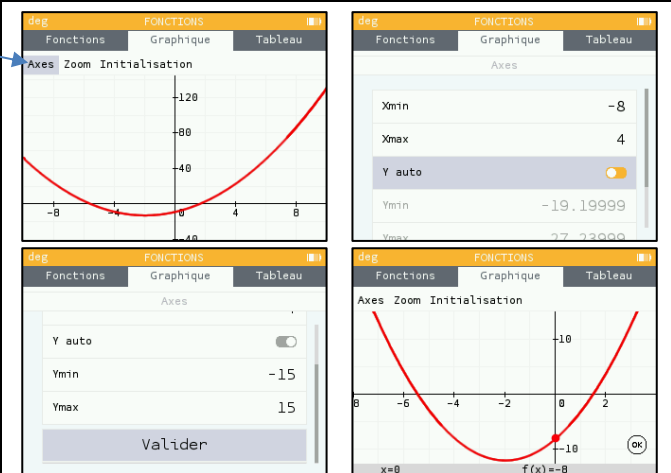 deg FONCTIONS
Fonctions Graphique Tableau
Axes Zoom Initialisation
120
80
40
-8 -4 0 4 8
-40
deg FONCTIONS
Fonctions Graphique Tableau
Axes
Xmin -8
Xmax 4
Y auto
Ymin -19.19999
Ymax 27.23999
deg FONCTIONS
Fonctions Graphique Tableau
Axes
Y auto
Ymin -15
Ymax 15
Valider
deg FONCTIONS
Fonctions Graphique Tableau
Axes Zoom Initialisation
10
8 -6 -4 -2 0 2
-10
OK
x=0 f(x)=-8